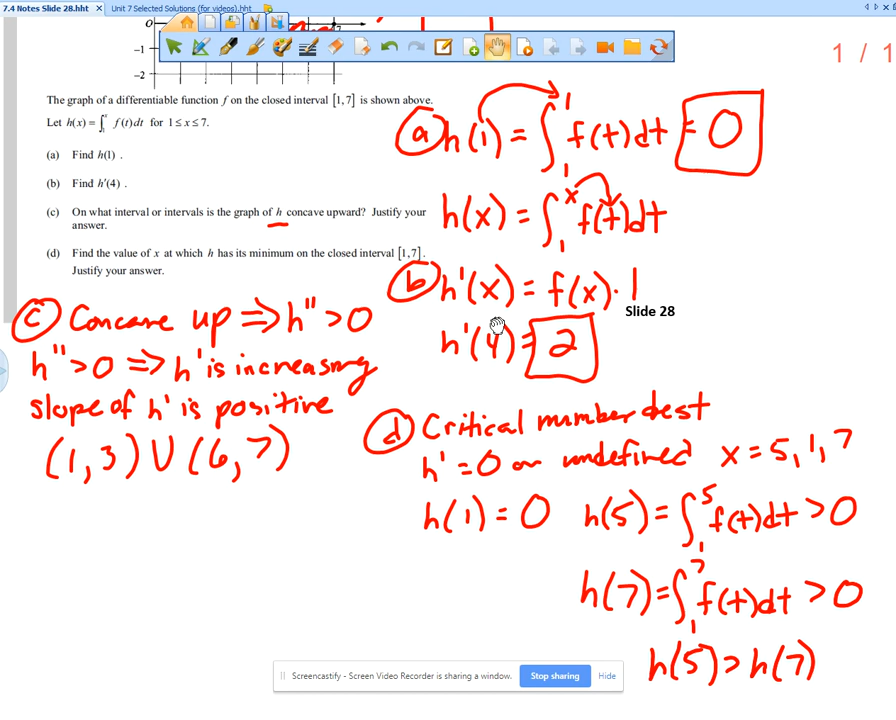 7.4 Notes Slide 28.hht
Unit 7 Selected Solutions (for videos).hht
O
-1
-2
1 / 1
The graph of a differentiable function f on the closed interval [1,7] is shown above.
Let h(x) = ∫₁ˣ f(t)dt for 1 ≤ x ≤ 7.
(a) Find h(1) .
(b) Find h'(4) .
(c) On what interval or intervals is the graph of h concave upward? Justify your
answer.
(d) Find the value of x at which h has its minimum on the closed interval [1,7].
Justify your answer.
(a) h(1) = ∫₁¹ f(t)dt = 0
h(x) = ∫₁ˣ f(t)dt
(b) h'(x) = f(x)·1
Slide 28
h'(4) = 2
(c) Concave up ⇒ h" > 0
h" > 0 ⇒ h' is increasing
slope of h' is positive
(1,3) ∪ (6,7)
(d) Critical number test
h' = 0 or undefined x = 5, 1, 7
h(1) = 0 h(5) = ∫₁⁵ f(t)dt > 0
h(7) = ∫₁⁷ f(t)dt > 0
h(5) > h(7)
Screencastify - Screen Video Recorder is sharing a window.
Stop sharing
Hide